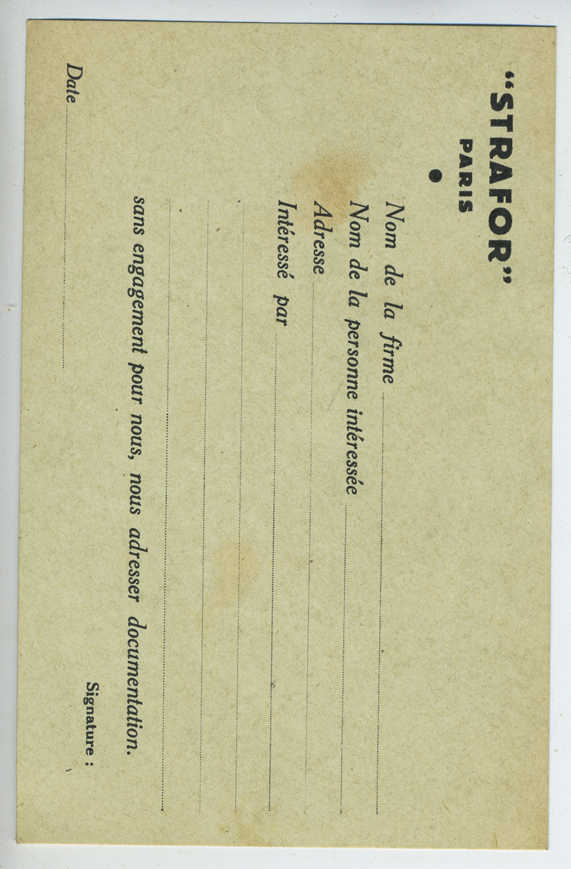 “STRAFOR”
PARIS
Nom de la firme
Nom de la personne intéressée
Adresse
Intéressé par
sans engagement pour nous, nous adresser documentation.
Signature :
Date